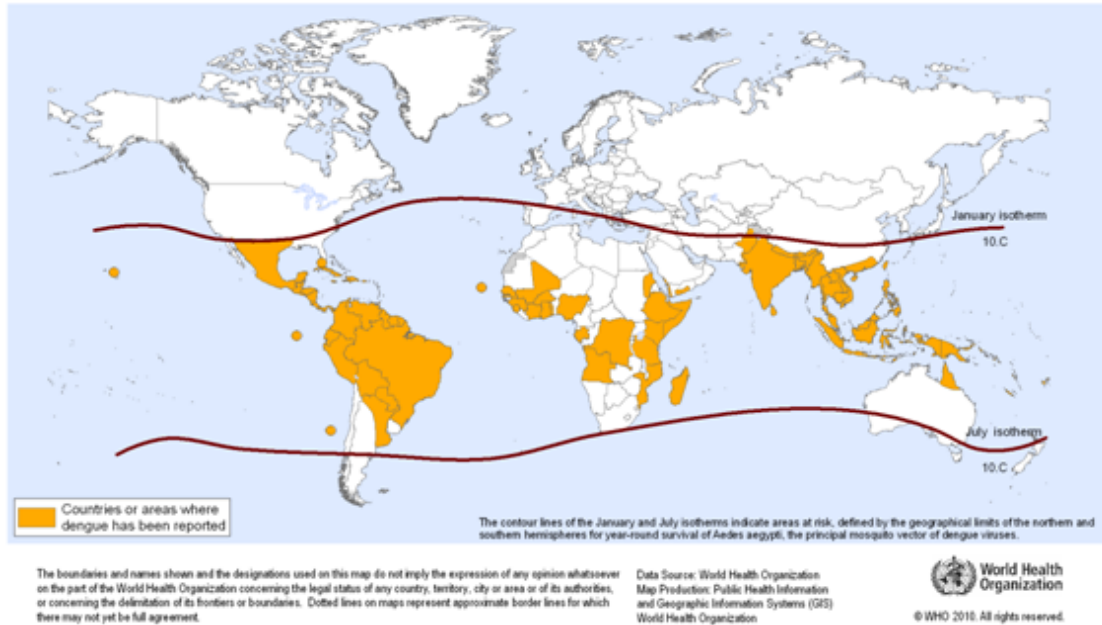 January isotherm
10.C
July isotherm
10.C
Countries or areas where
dengue has been reported
The contour lines of the January and July isotherms indicate areas at risk, defined by the geographical limits of the northern and
southern hemispheres for year-round survival of Aedes aegypti, the principal mosquito vector of dengue viruses.
The boundaries and names shown and the designations used on this map do not imply the expression of any opinion whatsoever
on the part of the World Health Organization concerning the legal status of any country, territory, city or area or of its authorities,
or concerning the delimitation of its frontiers or boundaries. Dotted lines on maps represent approximate border lines for which
there may not yet be full agreement.
Data Source: World Health Organization
Map Production: Public Health Information
and Geographic Information Systems (GIS)
World Health Organization
World Health
Organization
© WHO 2010. All rights reserved.